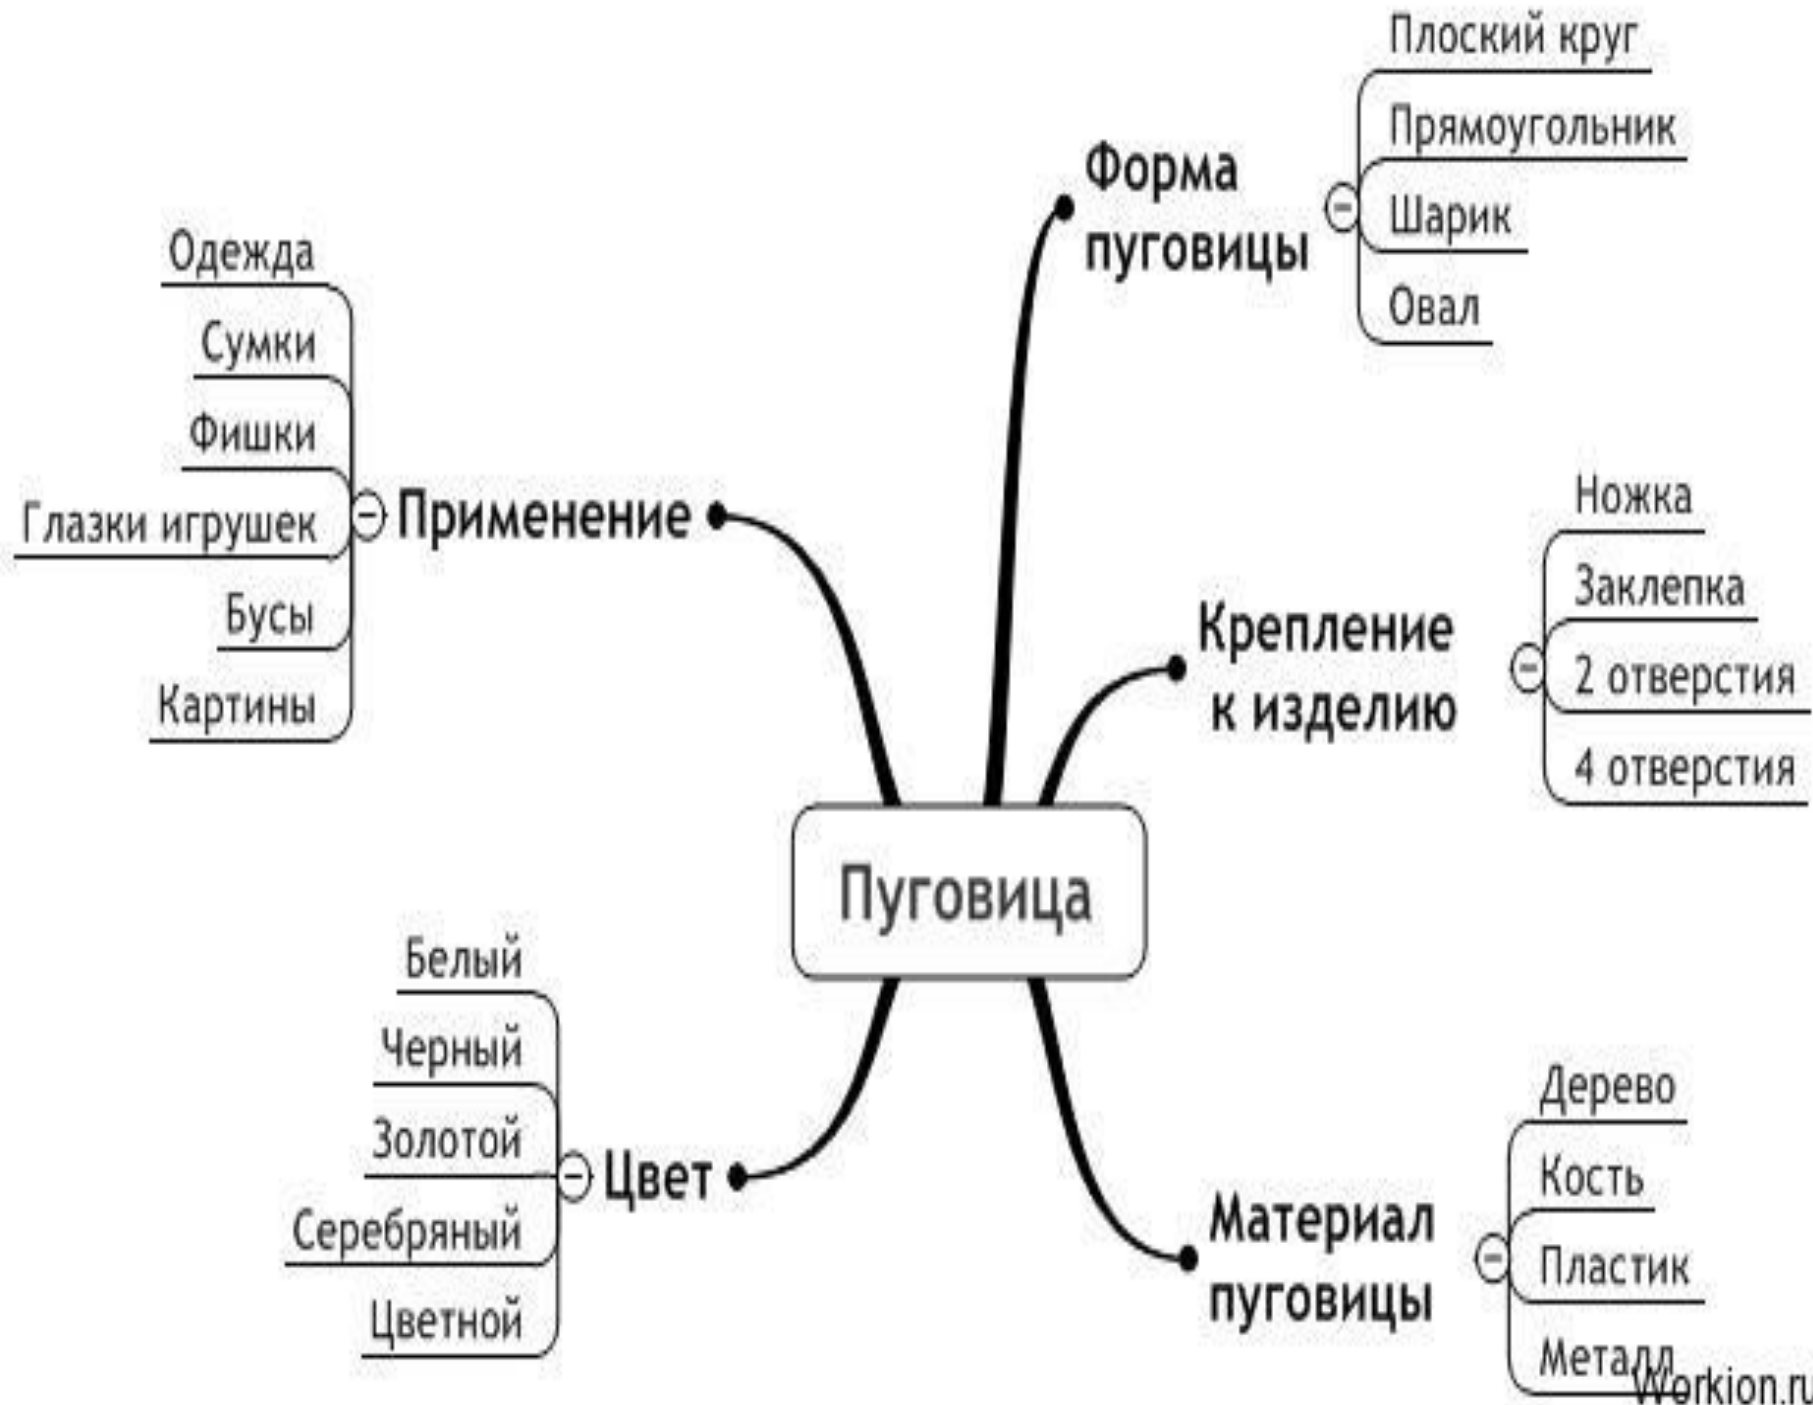 Плоский круг
Прямоугольник
Шарик
Овал
Форма
пуговицы
Одежда
Сумки
Фишки
Глазки игрушек
Бусы
Картины
Применение
Ножка
Заклепка
2 отверстия
4 отверстия
Крепление
к изделию
Пуговица
Белый
Черный
Золотой
Серебряный
Цветной
Цвет
Материал
пуговицы
Дерево
Кость
Пластик
Металл
Workion.ru